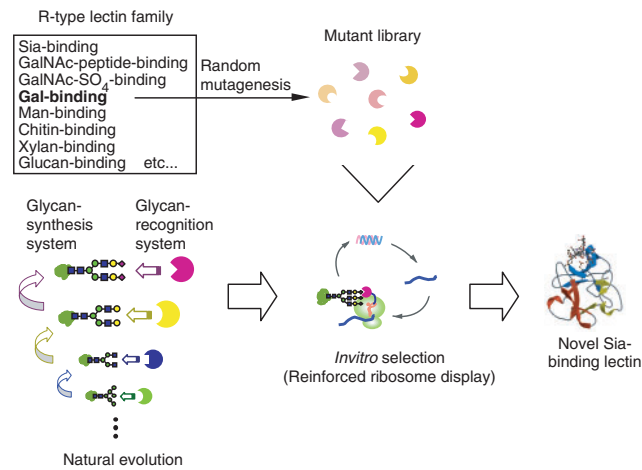 R-type lectin family
Sia-binding
GalNAc-peptide-binding
GalNAc-SO4-binding
Gal-binding
Man-binding
Chitin-binding
Xylan-binding
Glucan-binding etc...
Random
mutagenesis
Mutant library
Glycan-
synthesis
system
Glycan-
recognition
system
Natural evolution
Invitro selection
(Reinforced ribosome display)
Novel Sia-
binding lectin